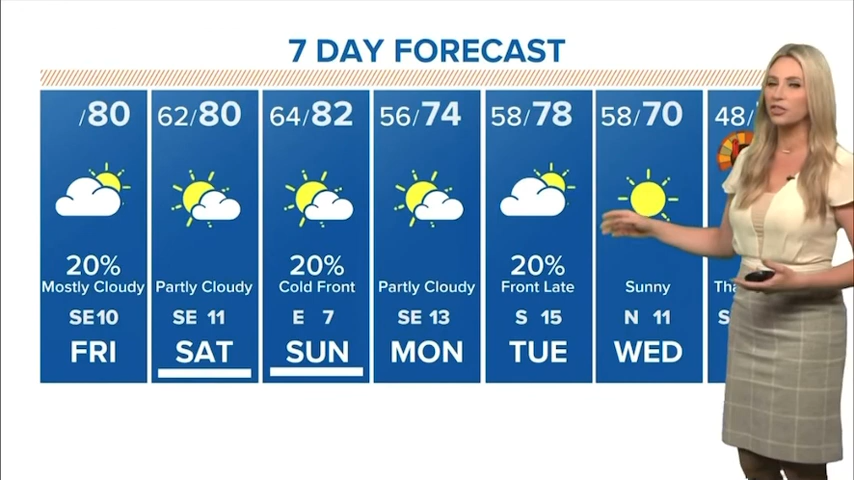 7 DAY FORECAST
/80 62/80 64/82 56/74 58/78 58/70 48/
20% 20% 20%
Mostly Cloudy Partly Cloudy Cold Front Partly Cloudy Front Late Sunny
SE 10 SE 11 E 7 SE 13 S 15 N 11 S
FRI SAT SUN MON TUE WED